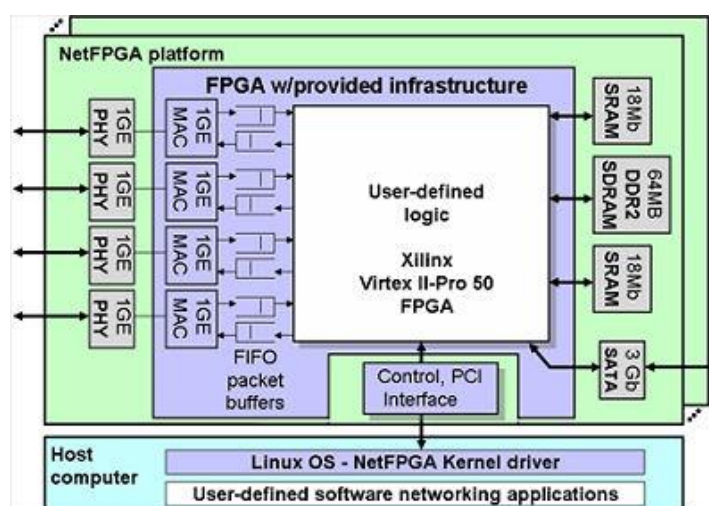 NetFPGA platform
FPGA w/provided infrastructure
1GE
PHY
1GE
MAC
1GE
PHY
1GE
MAC
1GE
PHY
1GE
MAC
1GE
PHY
1GE
MAC
FIFO
packet
buffers
User-defined
logic
Xilinx
Virtex II-Pro 50
FPGA
18Mb
SRAM
64MB
DDR2
SDRAM
18Mb
SRAM
3 Gb
SATA
Control, PCI
Interface
Host
computer
Linux OS - NetFPGA Kernel driver
User-defined software networking applications